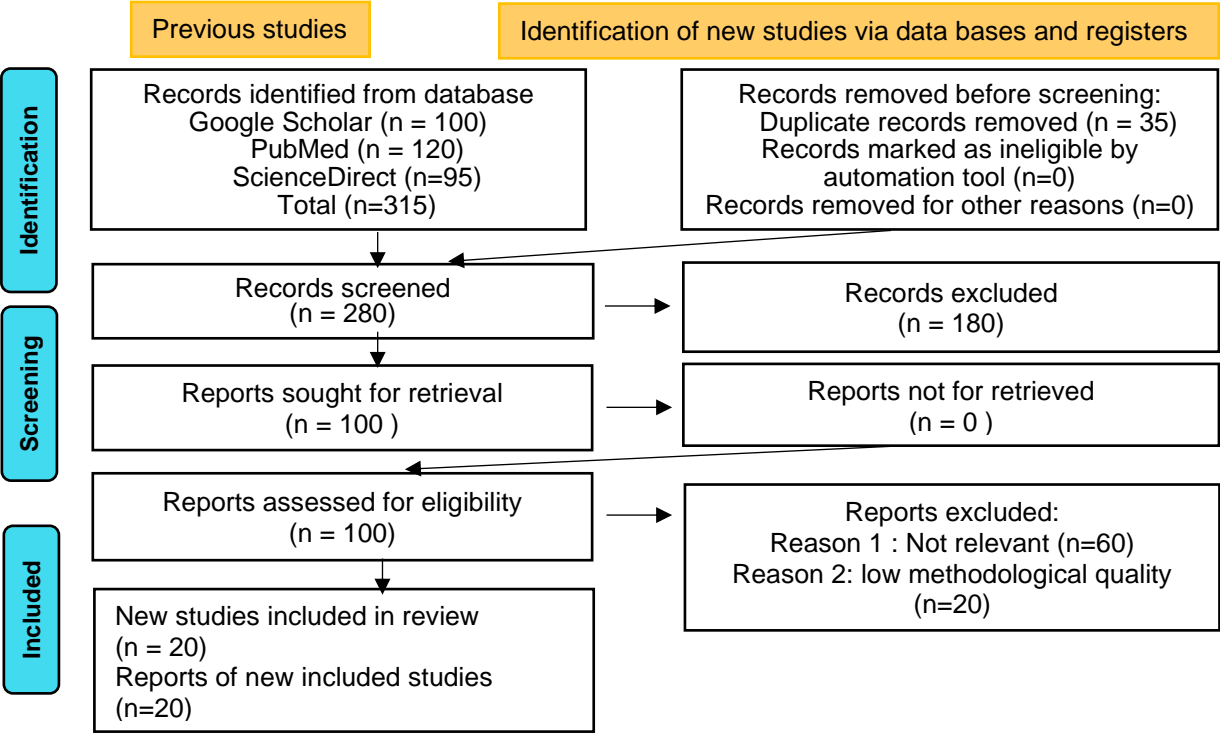 Previous studies
Identification of new studies via data bases and registers
Identification
Records identified from database
Google Scholar (n = 100)
PubMed (n = 120)
ScienceDirect (n=95)
Total (n=315)
Records removed before screening:
Duplicate records removed (n = 35)
Records marked as ineligible by
automation tool (n=0)
Records removed for other reasons (n=0)
Records screened
(n = 280)
Records excluded
(n = 180)
Screening
Reports sought for retrieval
(n = 100 )
Reports not for retrieved
(n = 0 )
Reports assessed for eligibility
(n = 100)
Reports excluded:
Reason 1 : Not relevant (n=60)
Reason 2: low methodological quality
(n=20)
Included
New studies included in review
(n = 20)
Reports of new included studies
(n=20)